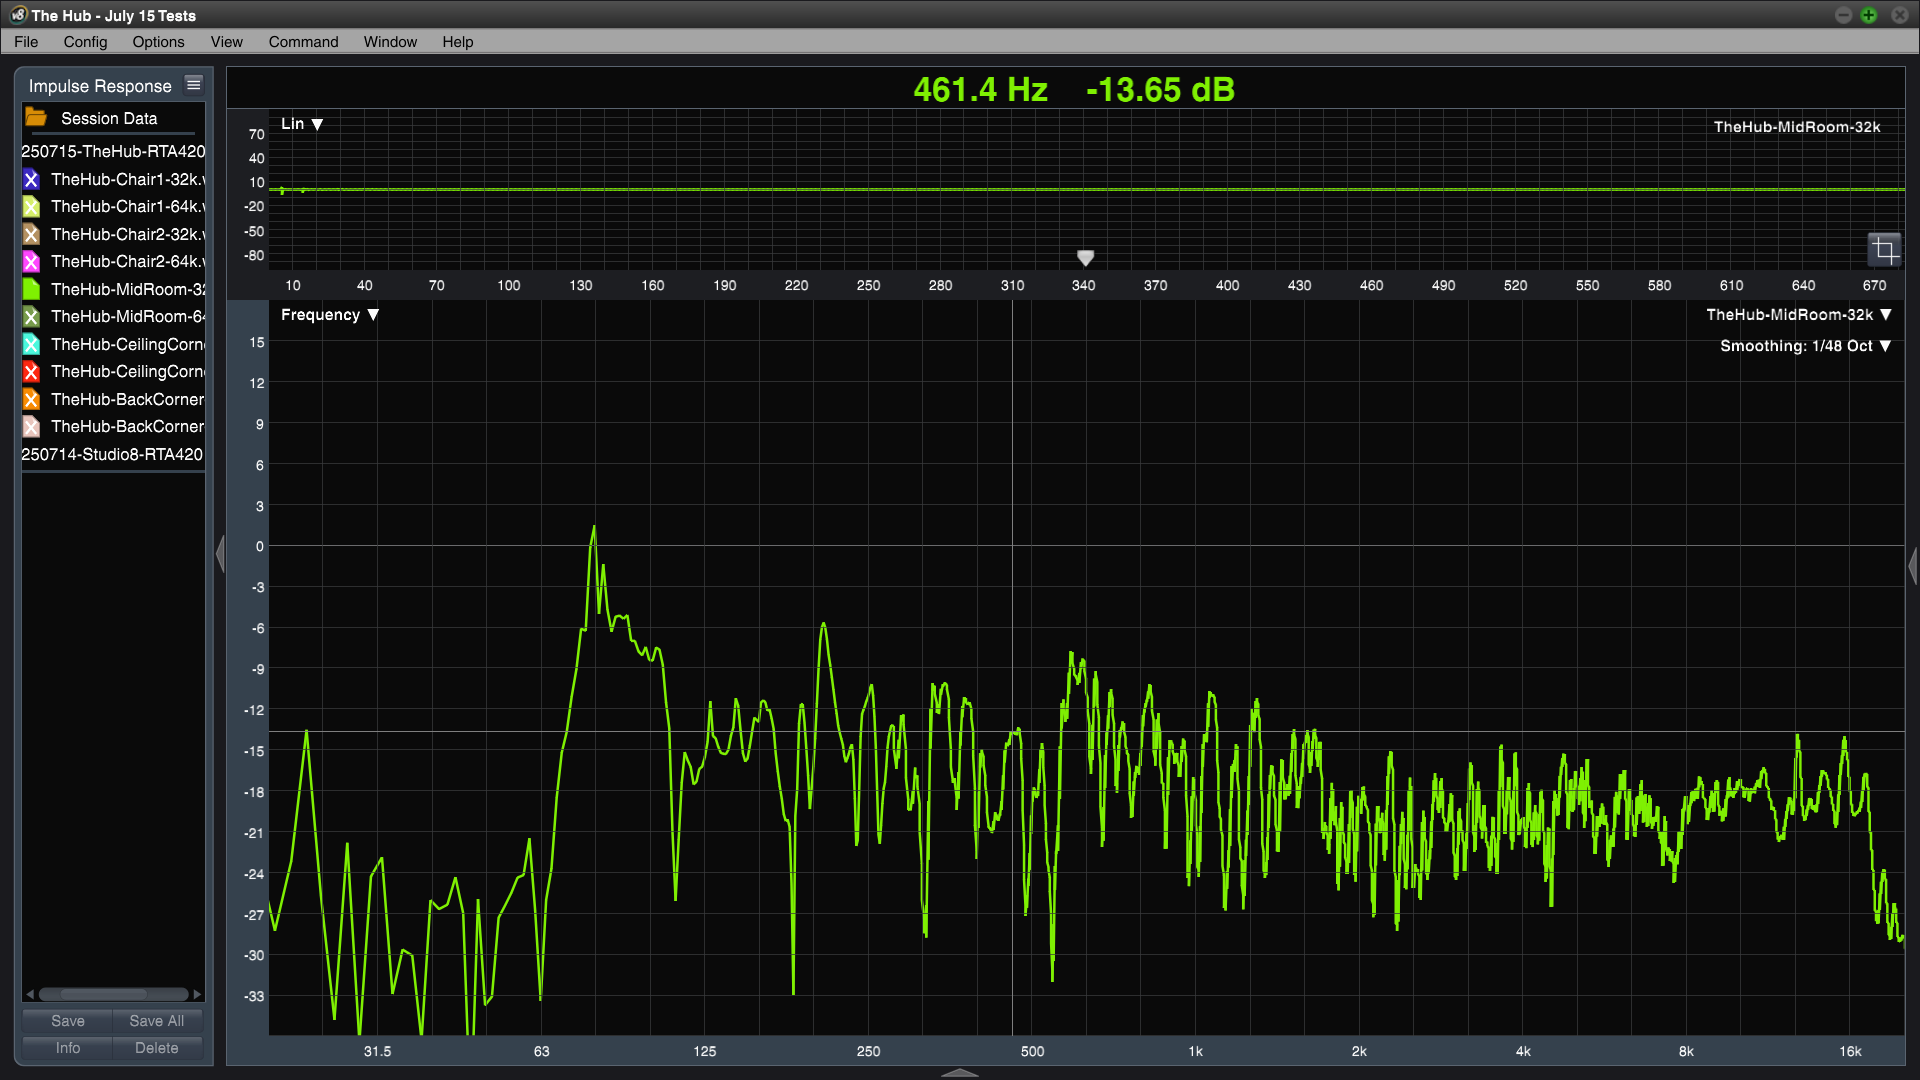 v8 The Hub - July 15 Tests
File Config Options View Command Window Help
Impulse Response
Session Data
250715-TheHub-RTA420
TheHub-Chair1-32k.
TheHub-Chair1-64k.
TheHub-Chair2-32k.
TheHub-Chair2-64k.
TheHub-MidRoom-32
TheHub-MidRoom-64
TheHub-CeilingCorn
TheHub-CeilingCorn
TheHub-BackCorner
TheHub-BackCorner
250714-Studio8-RTA420
Save Save All
Info Delete
461.4 Hz -13.65 dB
Lin ▼
TheHub-MidRoom-32k
70
40
10
-20
-50
-80
10 40 70 100 130 160 190 220 250 280 310 340 370 400 430 460 490 520 550 580 610 640 670
Frequency ▼
TheHub-MidRoom-32k ▼
Smoothing: 1/48 Oct ▼
15
12
9
6
3
0
-3
-6
-9
-12
-15
-18
-21
-24
-27
-30
-33
31.5 63 125 250 500 1k 2k 4k 8k 16k